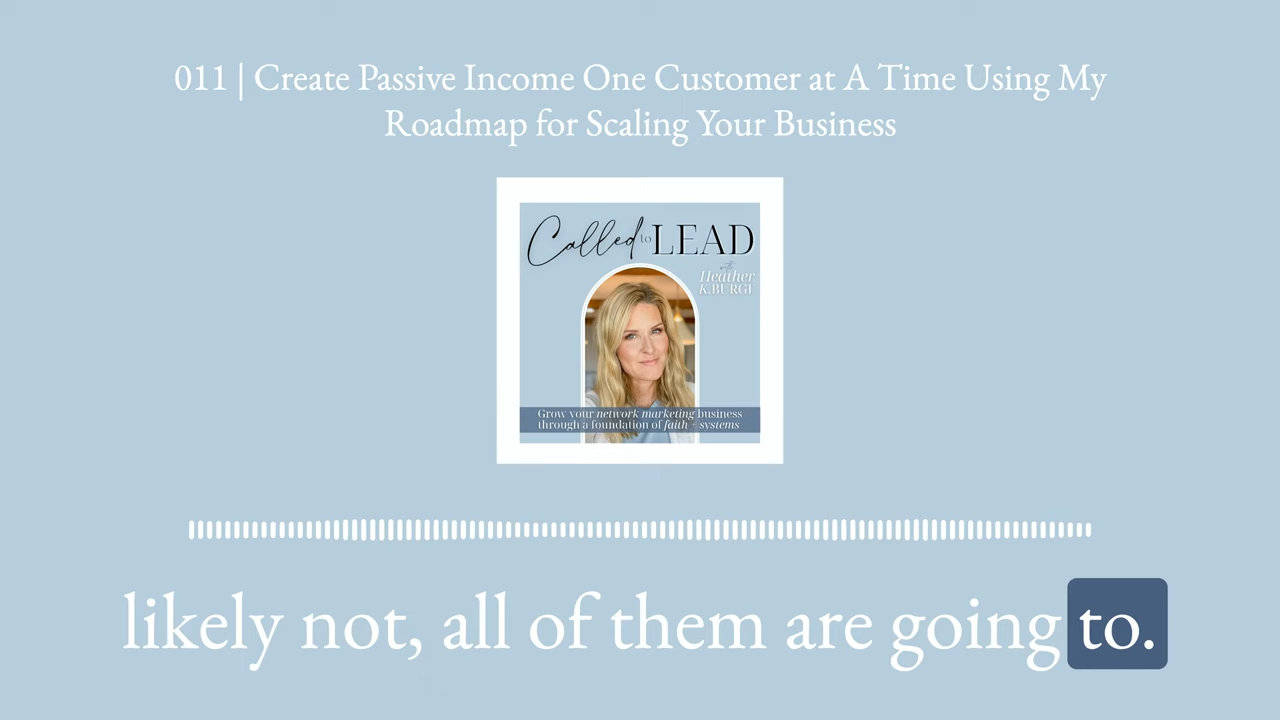 011 | Create Passive Income One Customer at A Time Using My
Roadmap for Scaling Your Business
Called to LEAD
with
Heather
K.BURGI
Grow your network marketing business
through a foundation of faith + systems
likely not, all of them are going to.